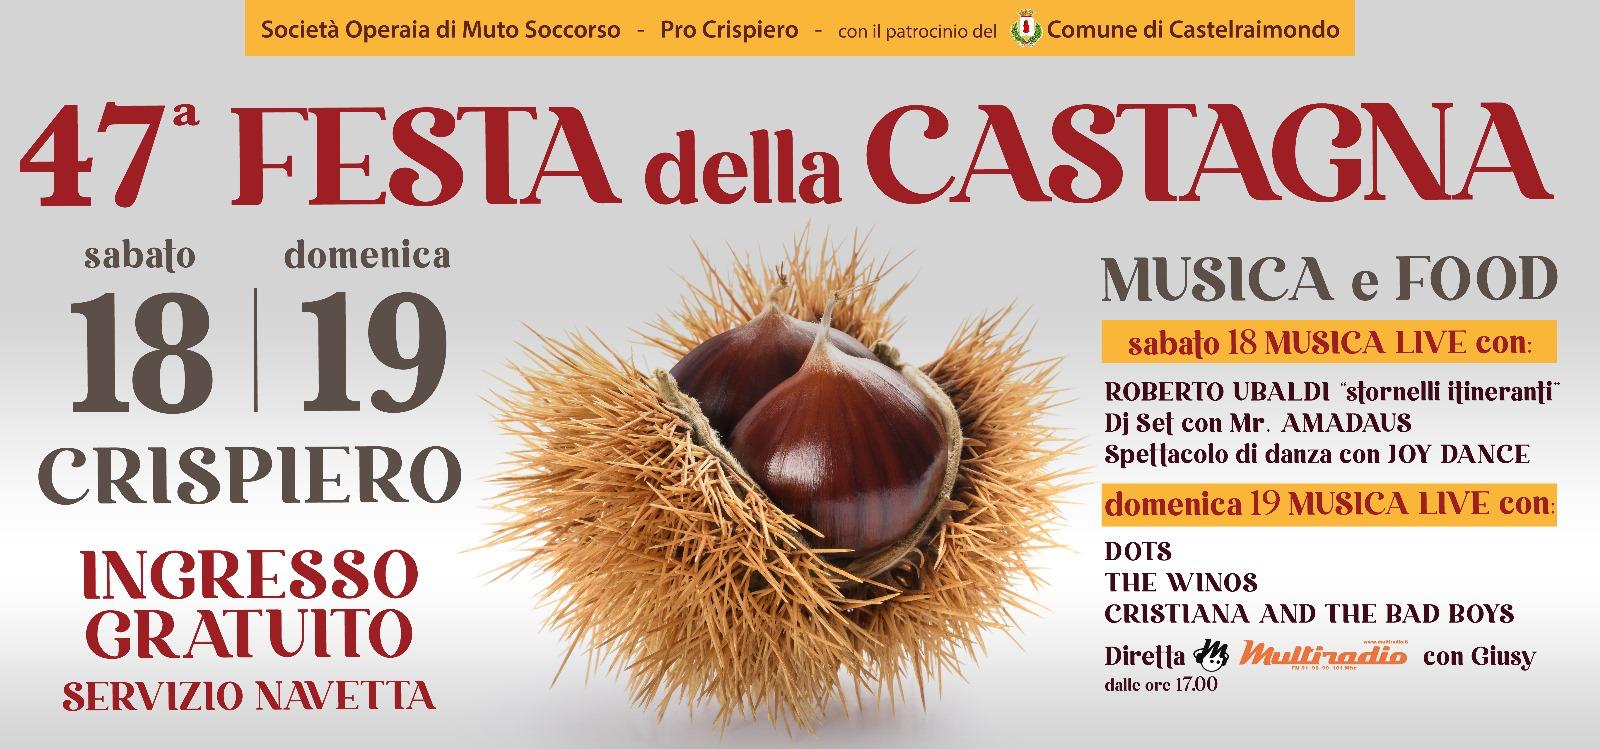 Società Operaia di Muto Soccorso - Pro Crispiero - con il patrocinio del Comune di Castelraimondo
47ª FESTA della CASTAGNA
sabato domenica
18 19
CRISPIERO
INGRESSO
GRATUITO
SERVIZIO NAVETTA
MUSICA e FOOD
sabato 18 MUSICA LIVE con:
ROBERTO UBALDI "stornelli itineranti"
Dj Set con Mr. AMADAUS
Spettacolo di danza con JOY DANCE
domenica 19 MUSICA LIVE con:
DOTS
THE WINOS
CRISTIANA AND THE BAD BOYS
www.multiradio.it
Diretta M Multiradio con Giusy
dalle ore 17.00